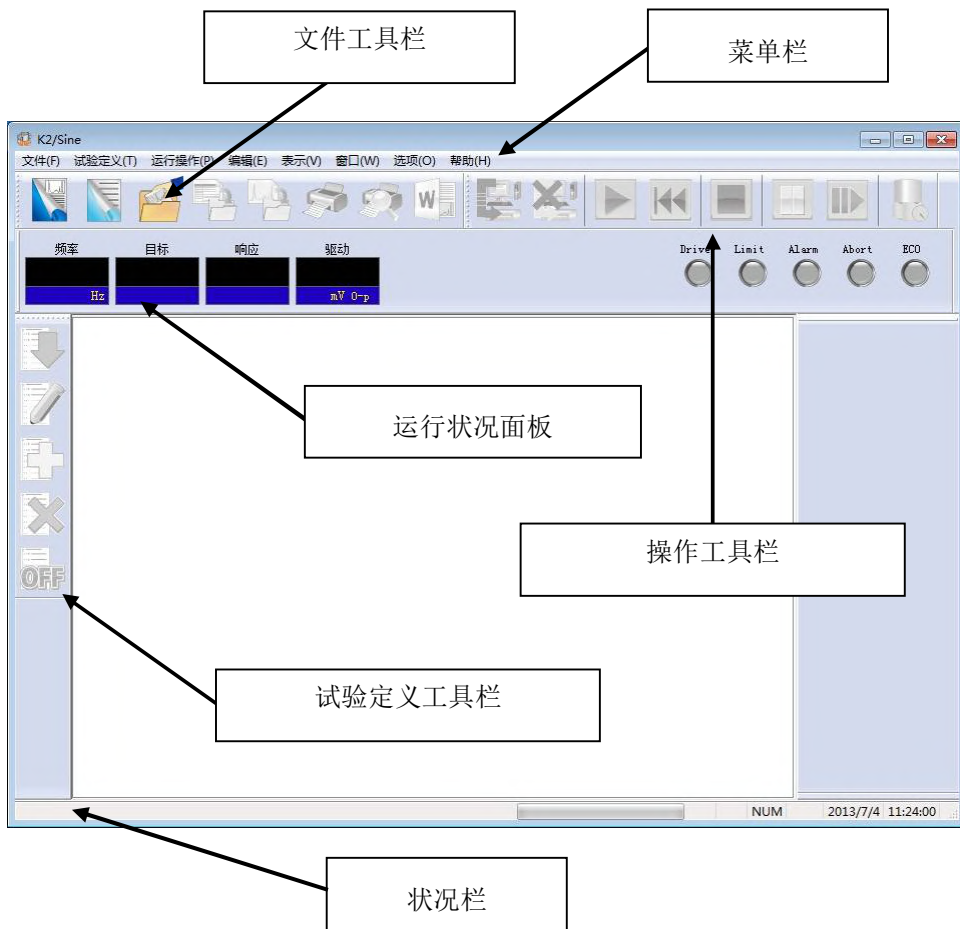 文件工具栏
菜单栏
K2/Sine
文件(F) 试验定义(T) 运行操作(P) 编辑(E) 表示(V) 窗口(W) 选项(O) 帮助(H)
W
频率 目标 响应 驱动
Drive Limit Alarm Abort ECO
Hz mV 0-p
运行状况面板
操作工具栏
OFF
试验定义工具栏
NUM 2013/7/4 11:24:00
状况栏